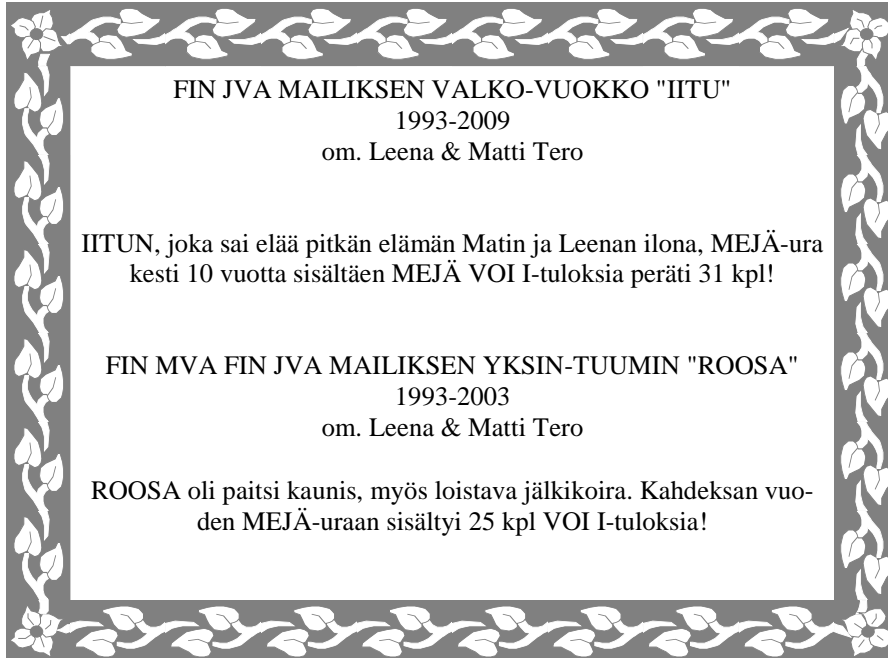 FIN JVA MAILIKSEN VALKO-VUOKKO "IITU"
1993-2009
om. Leena & Matti Tero
IITUN, joka sai elää pitkän elämän Matin ja Leenan ilona, MEJÄ-ura
kesti 10 vuotta sisältäen MEJÄ VOI I-tuloksia peräti 31 kpl!
FIN MVA FIN JVA MAILIKSEN YKSIN-TUUMIN "ROOSA"
1993-2003
om. Leena & Matti Tero
ROOSA oli paitsi kaunis, myös loistava jälkikoira. Kahdeksan vuo-
den MEJÄ-uraan sisältyi 25 kpl VOI I-tuloksia!